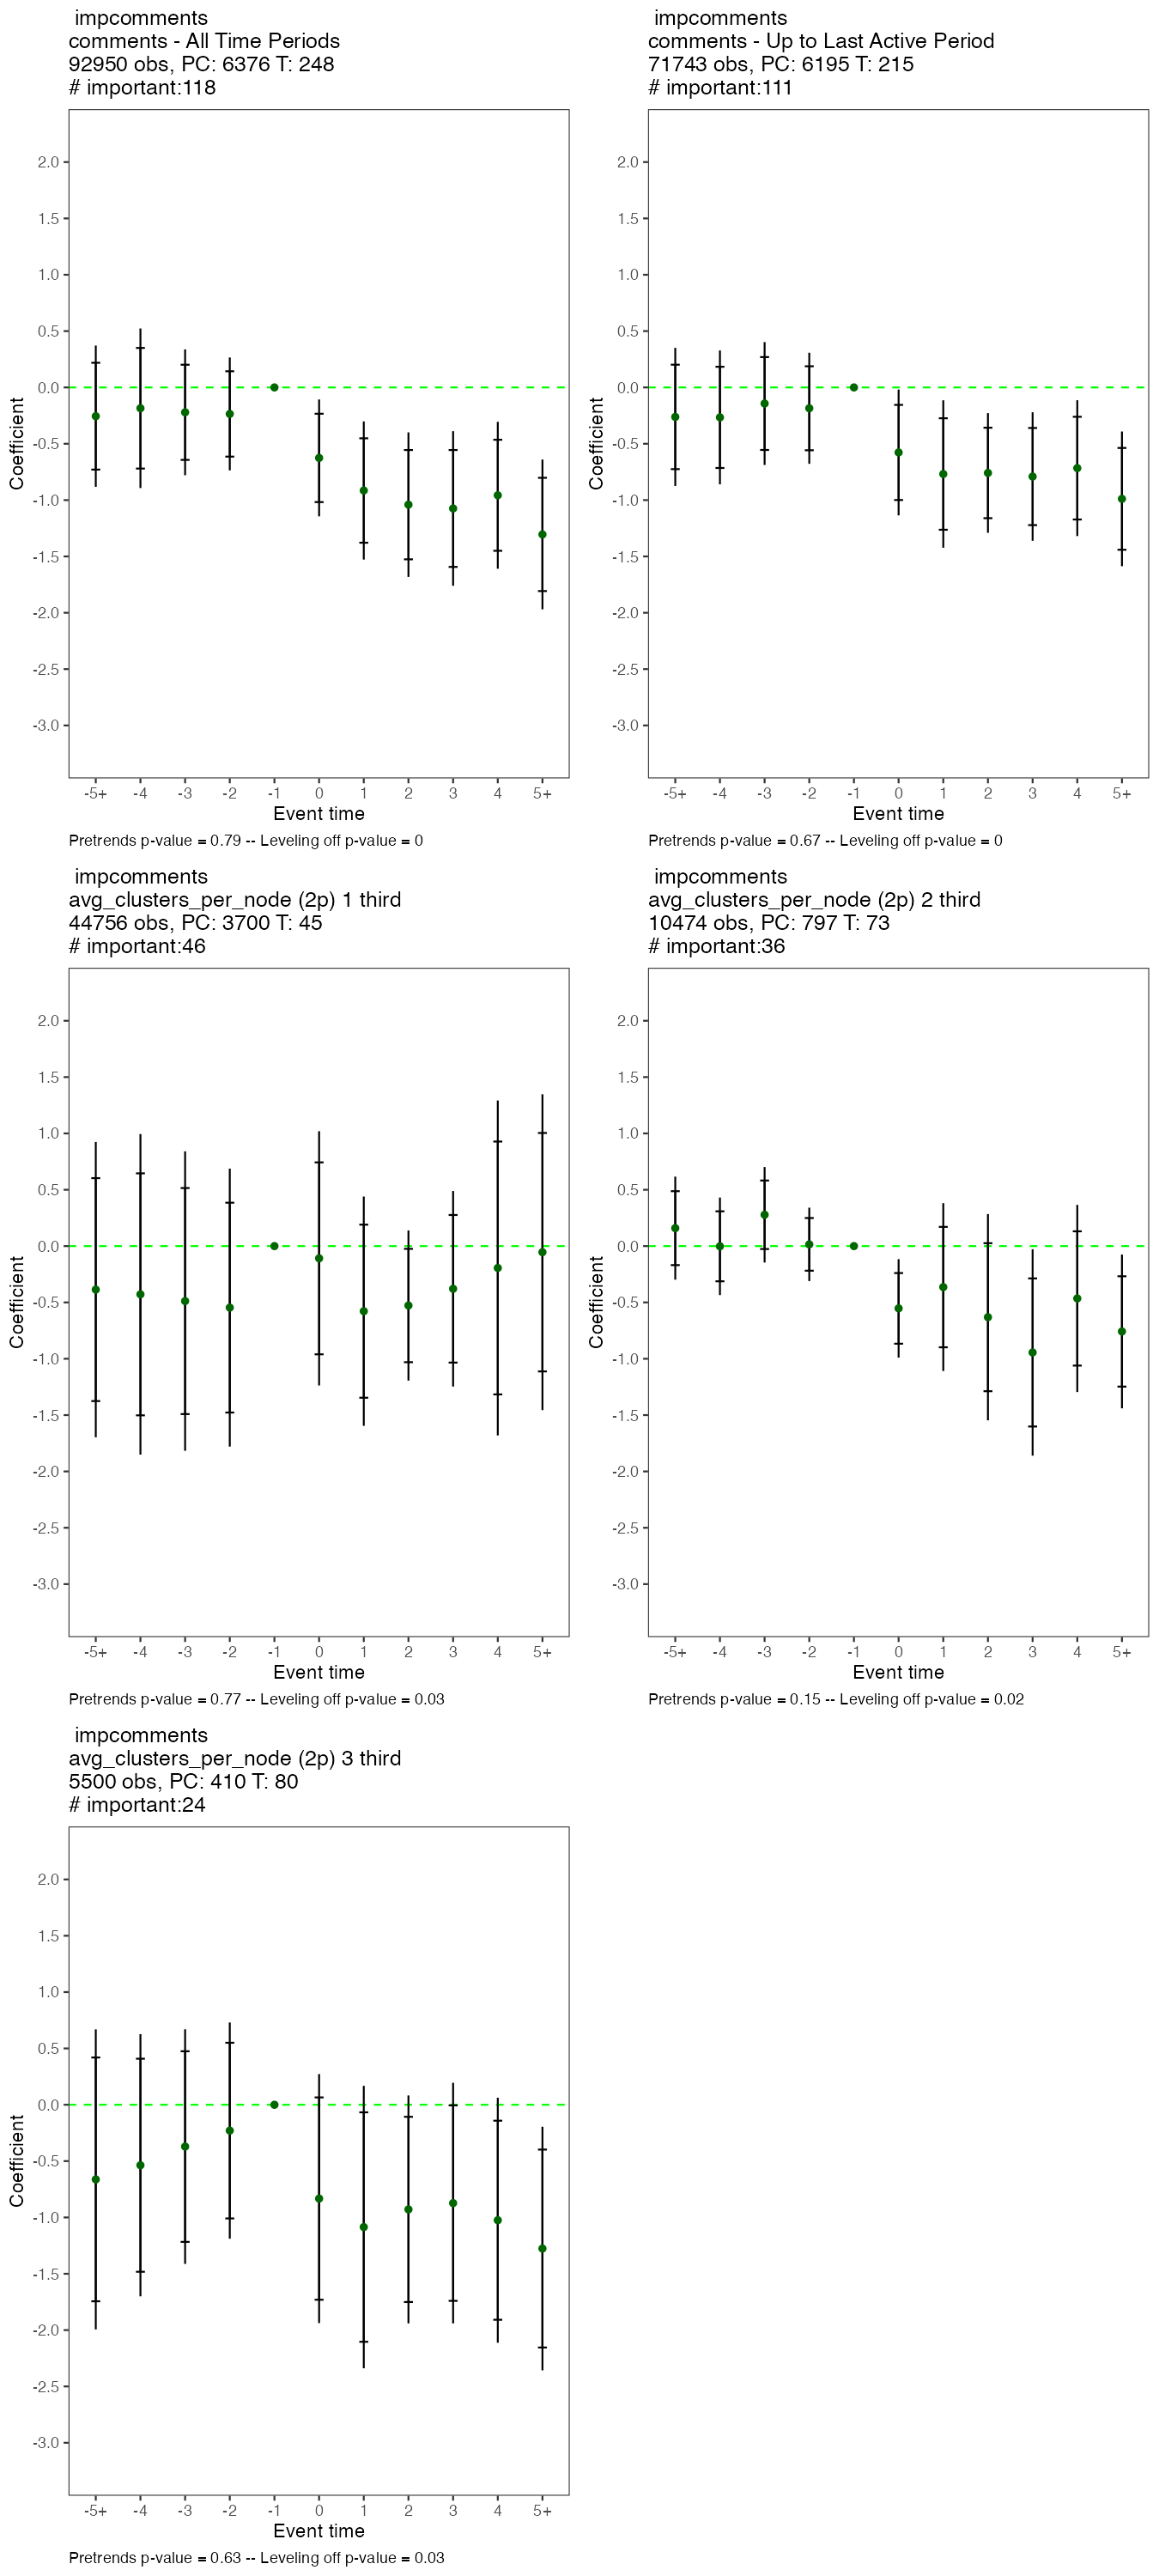 impcomments
comments - All Time Periods
92950 obs, PC: 6376 T: 248
# important:118
2.0
1.5
1.0
0.5
0.0
-0.5
-1.0
-1.5
-2.0
-2.5
-3.0
Coefficient
-5+ -4 -3 -2 -1 0 1 2 3 4 5+
Event time
Pretrends p-value = 0.79 -- Leveling off p-value = 0
impcomments
comments - Up to Last Active Period
71743 obs, PC: 6195 T: 215
# important:111
2.0
1.5
1.0
0.5
0.0
-0.5
-1.0
-1.5
-2.0
-2.5
-3.0
Coefficient
-5+ -4 -3 -2 -1 0 1 2 3 4 5+
Event time
Pretrends p-value = 0.67 -- Leveling off p-value = 0
impcomments
avg_clusters_per_node (2p) 1 third
44756 obs, PC: 3700 T: 45
# important:46
2.0
1.5
1.0
0.5
0.0
-0.5
-1.0
-1.5
-2.0
-2.5
-3.0
Coefficient
-5+ -4 -3 -2 -1 0 1 2 3 4 5+
Event time
Pretrends p-value = 0.77 -- Leveling off p-value = 0.03
impcomments
avg_clusters_per_node (2p) 2 third
10474 obs, PC: 797 T: 73
# important:36
2.0
1.5
1.0
0.5
0.0
-0.5
-1.0
-1.5
-2.0
-2.5
-3.0
Coefficient
-5+ -4 -3 -2 -1 0 1 2 3 4 5+
Event time
Pretrends p-value = 0.15 -- Leveling off p-value = 0.02
impcomments
avg_clusters_per_node (2p) 3 third
5500 obs, PC: 410 T: 80
# important:24
2.0
1.5
1.0
0.5
0.0
-0.5
-1.0
-1.5
-2.0
-2.5
-3.0
Coefficient
-5+ -4 -3 -2 -1 0 1 2 3 4 5+
Event time
Pretrends p-value = 0.63 -- Leveling off p-value = 0.03